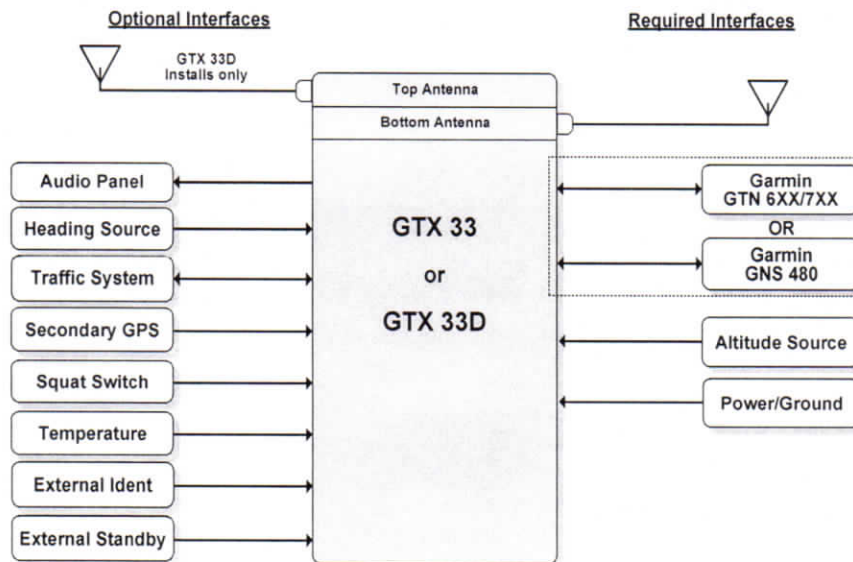 Optional Interfaces
Required Interfaces
GTX 33D
Installs only
Top Antenna
Bottom Antenna
Audio Panel
Heading Source
Traffic System
Secondary GPS
Squat Switch
Temperature
External Ident
External Standby
GTX 33
or
GTX 33D
Garmin
GTN 6XX/7XX
OR
Garmin
GNS 480
Altitude Source
Power/Ground